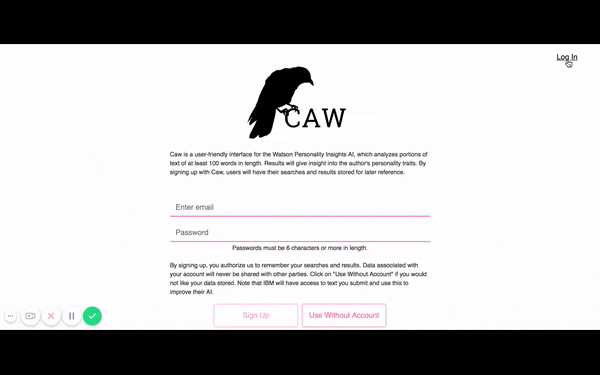 Log In
CAW
Caw is a user-friendly interface for the Watson Personality Insights AI, which analyzes portions of
text of at least 100 words in length. Results will give insight into the author's personality traits. By
signing up with Caw, users will have their searches and results stored for later reference.
Enter email
Password
Passwords must be 6 characters or more in length.
By signing up, you authorize us to remember your searches and results. Data associated with
your account will never be shared with other parties. Click on "Use Without Account" if you would
not like your data stored. Note that IBM will have access to text you submit and use this to
improve their AI.
Sign Up
Use Without Account